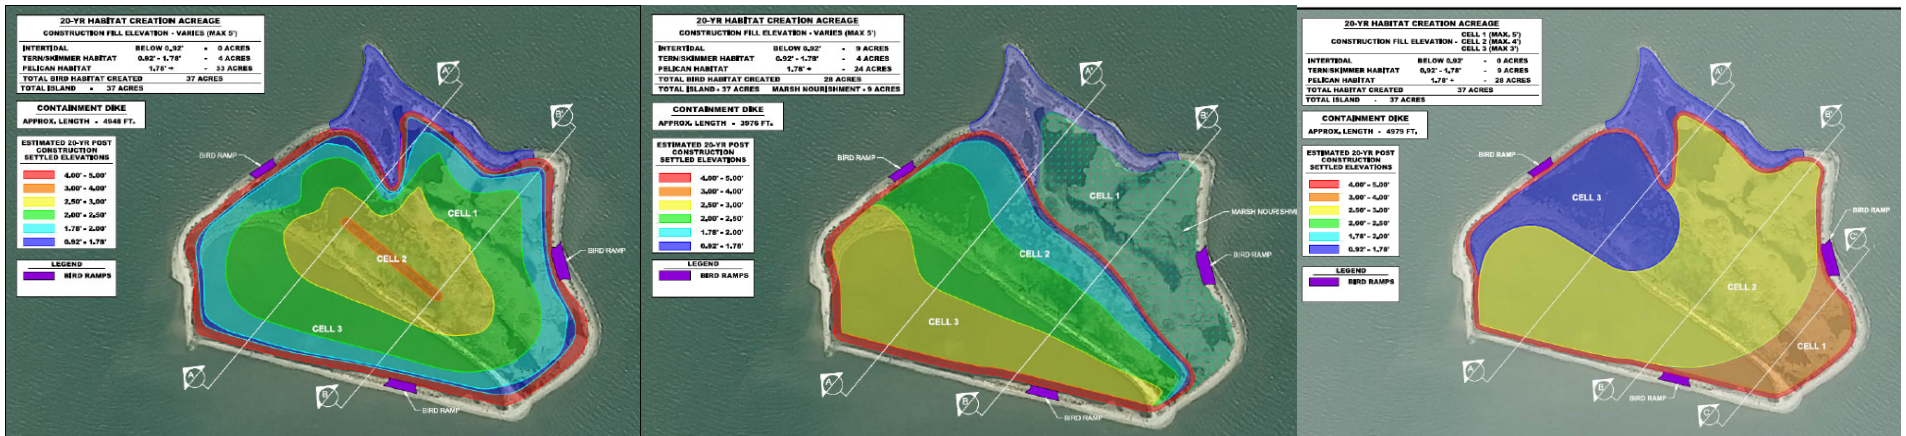 20-YR HABITAT CREATION ACREAGE
CONSTRUCTION FILL ELEVATION - VARIES (MAX 5')
INTERTIDAL BELOW 0.92' - 0 ACRES
TERN/SKIMMER HABITAT 0.92' - 1.78' - 4 ACRES
PELICAN HABITAT 1.78' + - 33 ACRES
TOTAL BIRD HABITAT CREATED 37 ACRES
TOTAL ISLAND - 37 ACRES
CONTAINMENT DIKE
APPROX. LENGTH - 4948 FT.
ESTIMATED 20-YR POST
CONSTRUCTION
SETTLED ELEVATIONS
4.00' - 5.00'
3.00' - 4.00'
2.50' - 3.00'
2.00' - 2.50'
1.78' - 2.00'
0.92' - 1.78'
LEGEND
BIRD RAMPS
BIRD RAMP
A'
B'
CELL 1
BIRD RAMP
CELL 2
CELL 3
A
B
BIRD RAMP
20-YR HABITAT CREATION ACREAGE
CONSTRUCTION FILL ELEVATION - VARIES (MAX 5')
INTERTIDAL BELOW 0.92' - 9 ACRES
TERN/SKIMMER HABITAT 0.92' - 1.78' - 4 ACRES
PELICAN HABITAT 1.78' + - 24 ACRES
TOTAL BIRD HABITAT CREATED 28 ACRES
TOTAL ISLAND - 37 ACRES MARSH NOURISHMENT - 9 ACRES
CONTAINMENT DIKE
APPROX. LENGTH - 3976 FT.
ESTIMATED 20-YR POST
CONSTRUCTION
SETTLED ELEVATIONS
4.00' - 5.00'
3.00' - 4.00'
2.50' - 3.00'
2.00' - 2.50'
1.78' - 2.00'
0.92' - 1.78'
LEGEND
BIRD RAMPS
BIRD RAMP
A'
B'
CELL 1
MARSH NOURISHM
BIRD RAMP
CELL 2
CELL 3
A
B
BIRD RAMP
20-YR HABITAT CREATION ACREAGE
CELL 1 (MAX. 5')
CONSTRUCTION FILL ELEVATION - CELL 2 (MAX. 4')
CELL 3 (MAX 3')
INTERTIDAL BELOW 0.92' - 0 ACRES
TERN/SKIMMER HABITAT 0.92' - 1.78' - 9 ACRES
PELICAN HABITAT 1.78' + - 28 ACRES
TOTAL HABITAT CREATED 37 ACRES
TOTAL ISLAND - 37 ACRES
CONTAINMENT DIKE
APPROX. LENGTH - 4979 FT.
ESTIMATED 20-YR POST
CONSTRUCTION
SETTLED ELEVATIONS
4.00' - 5.00'
3.00' - 4.00'
2.50' - 3.00'
2.00' - 2.50'
1.78' - 2.00'
0.92' - 1.78'
LEGEND
BIRD RAMPS
BIRD RAMP
A'
B'
CELL 3
BIRD RAMP
C'
CELL 2
CELL 1
A
B
BIRD RAMP
C